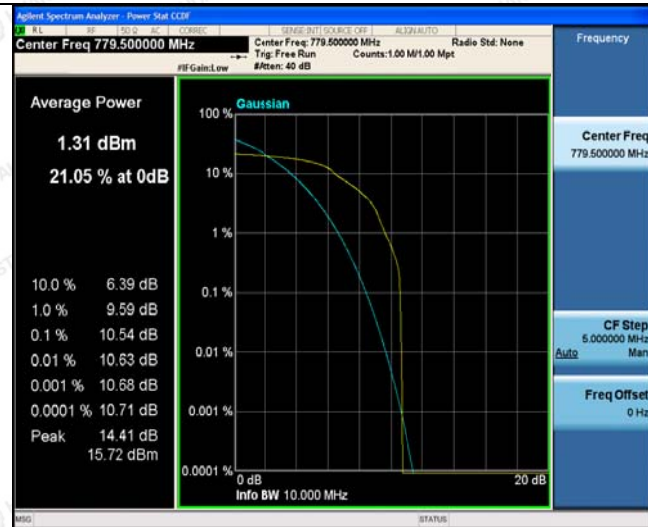 Agilent Spectrum Analyzer - Power Stat CCDF
RL RF 50 Ω AC CORREC SENSE:INT SOURCE OFF ALIGNAUTO
Center Freq 779.500000 MHz
Center Freq: 779.500000 MHz Radio Std: None
Trig: Free Run Counts:1.00 M/1.00 Mpt
#IFGain:Low #Atten: 40 dB
Frequency
Average Power
1.31 dBm
21.05 % at 0dB
10.0 % 6.39 dB
1.0 % 9.59 dB
0.1 % 10.54 dB
0.01 % 10.63 dB
0.001 % 10.68 dB
0.0001 % 10.71 dB
Peak 14.41 dB
15.72 dBm
Gaussian
100 %
10 %
1 %
0.1 %
0.01 %
0.001 %
0.0001 %
0 dB 20 dB
Info BW 10.000 MHz
Center Freq
779.500000 MHz
CF Step
5.000000 MHz
Auto Man
Freq Offset
0 Hz
MSG STATUS